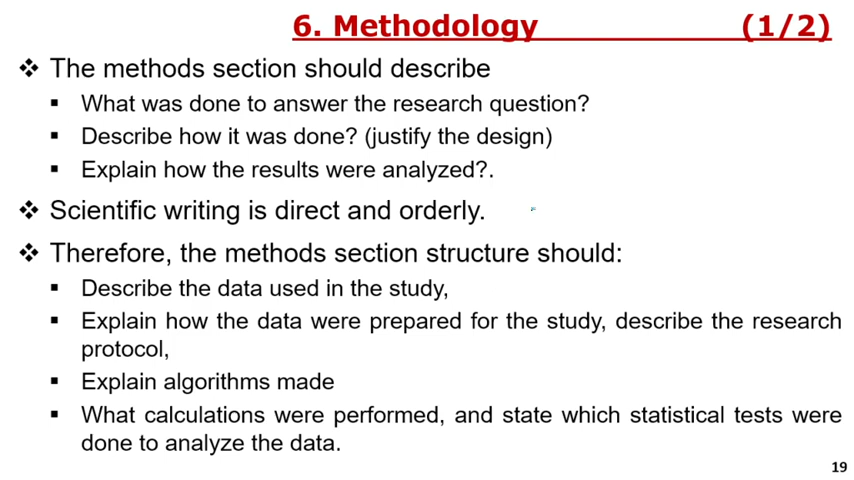 6. Methodology (1/2)
❖ The methods section should describe
▪ What was done to answer the research question?
▪ Describe how it was done? (justify the design)
▪ Explain how the results were analyzed?.
❖ Scientific writing is direct and orderly.
❖ Therefore, the methods section structure should:
▪ Describe the data used in the study,
▪ Explain how the data were prepared for the study, describe the research
protocol,
▪ Explain algorithms made
▪ What calculations were performed, and state which statistical tests were
done to analyze the data.
19